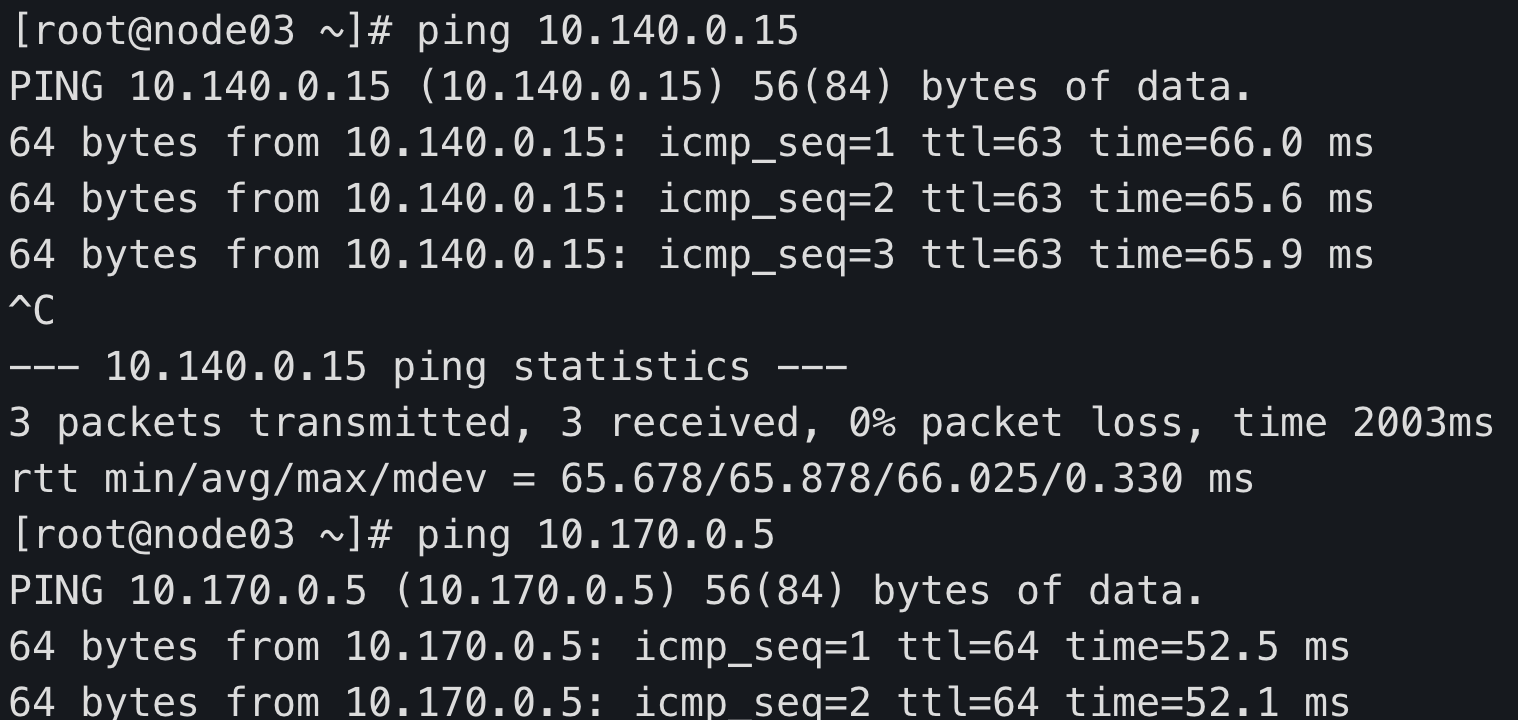 [root@node03 ~]# ping 10.140.0.15
PING 10.140.0.15 (10.140.0.15) 56(84) bytes of data.
64 bytes from 10.140.0.15: icmp_seq=1 ttl=63 time=66.0 ms
64 bytes from 10.140.0.15: icmp_seq=2 ttl=63 time=65.6 ms
64 bytes from 10.140.0.15: icmp_seq=3 ttl=63 time=65.9 ms
^C
--- 10.140.0.15 ping statistics ---
3 packets transmitted, 3 received, 0% packet loss, time 2003ms
rtt min/avg/max/mdev = 65.678/65.878/66.025/0.330 ms
[root@node03 ~]# ping 10.170.0.5
PING 10.170.0.5 (10.170.0.5) 56(84) bytes of data.
64 bytes from 10.170.0.5: icmp_seq=1 ttl=64 time=52.5 ms
64 bytes from 10.170.0.5: icmp_seq=2 ttl=64 time=52.1 ms